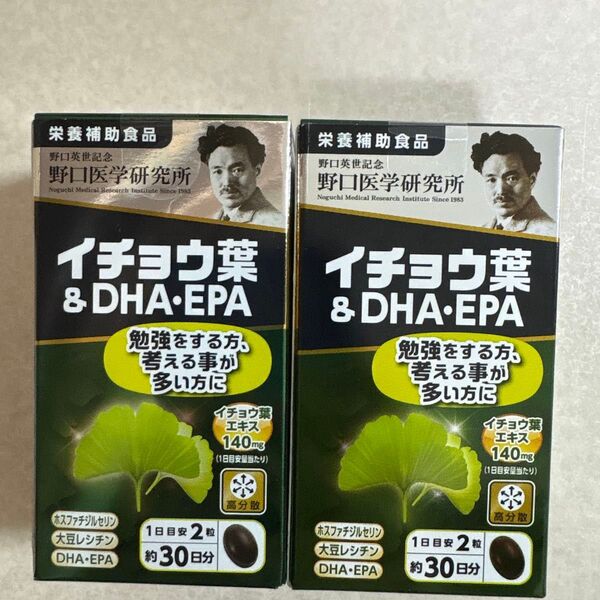 栄養補助食品
野口英世記念
野口医学研究所
Noguchi Medical Research Institute Since 1983
イチョウ葉
&DHA・EPA
勉強をする方、
考える事が
多い方に
イチョウ葉
エキス
140mg
(1日目安量当たり)
高分散
ホスファチジルセリン
大豆レシチン
DHA・EPA
1日目安2粒
約30日分
栄養補助食品
野口英世記念
野口医学研究所
Noguchi Medical Research Institute Since 1983
イチョウ葉
&DHA・EPA
勉強をする方、
考える事が
多い方に
イチョウ葉
エキス
140mg
(1日目安量当たり)
高分散
ホスファチジルセリン
大豆レシチン
DHA・EPA
1日目安2粒
約30日分